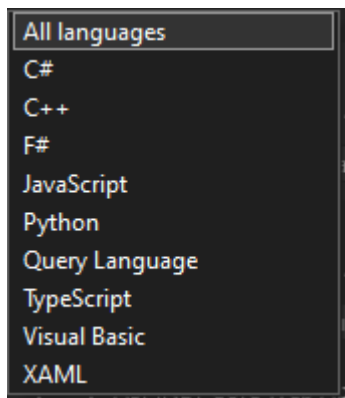 All languages
C#
C++
F#
JavaScript
Python
Query Language
TypeScript
Visual Basic
XAML